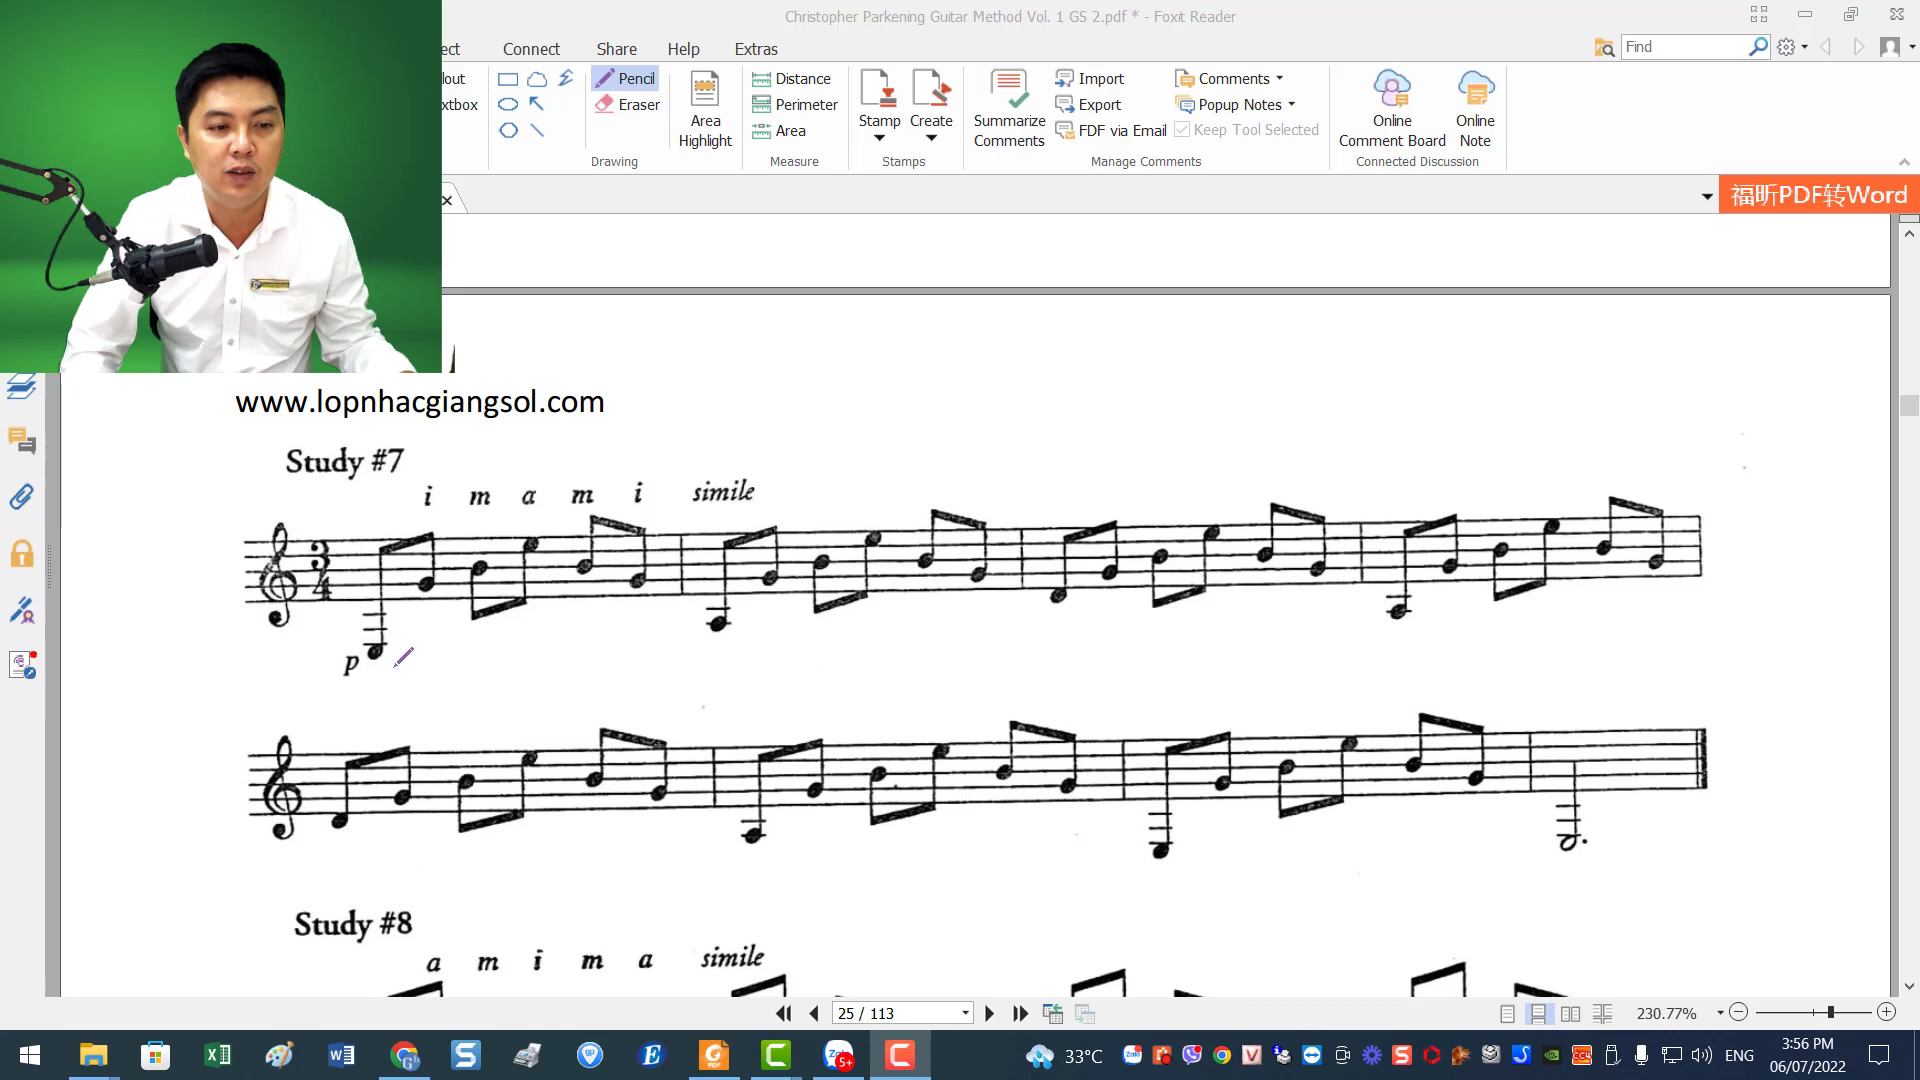 Christopher Parkening Guitar Method Vol. 1 GS 2.pdf * - Foxit Reader
ect Connect Share Help Extras
Find
lout
xtbox
Pencil
Eraser
Drawing
Area
Highlight
Distance
Perimeter
Area
Measure
Stamp
Create
Stamps
Summarize
Comments
Import
Export
FDF via Email
Comments
Popup Notes
Keep Tool Selected
Manage Comments
Online
Comment Board
Online
Note
Connected Discussion
福昕PDF转Word
www.lopnhacgiangsol.com
Study #7
i m a m i simile
3
4
p
Study #8
a m i m a simile
25 / 113
230.77%
33°C
ENG
3:56 PM
06/07/2022